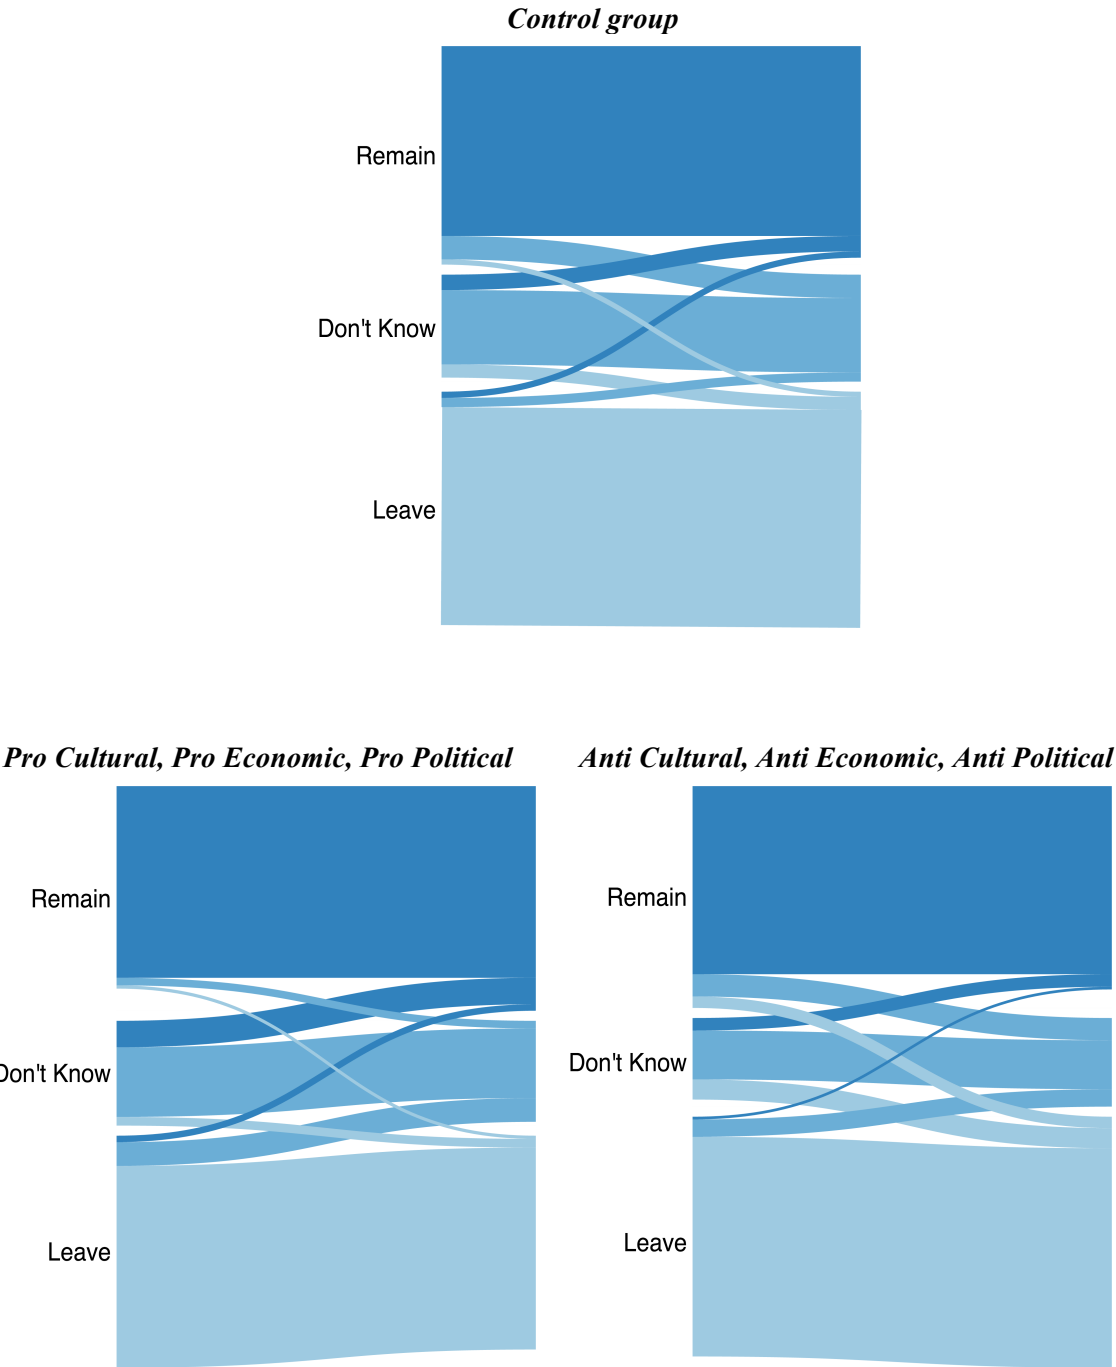 Control group
Remain
Don't Know
Leave
Pro Cultural, Pro Economic, Pro Political
Remain
Don't Know
Leave
Anti Cultural, Anti Economic, Anti Political
Remain
Don't Know
Leave